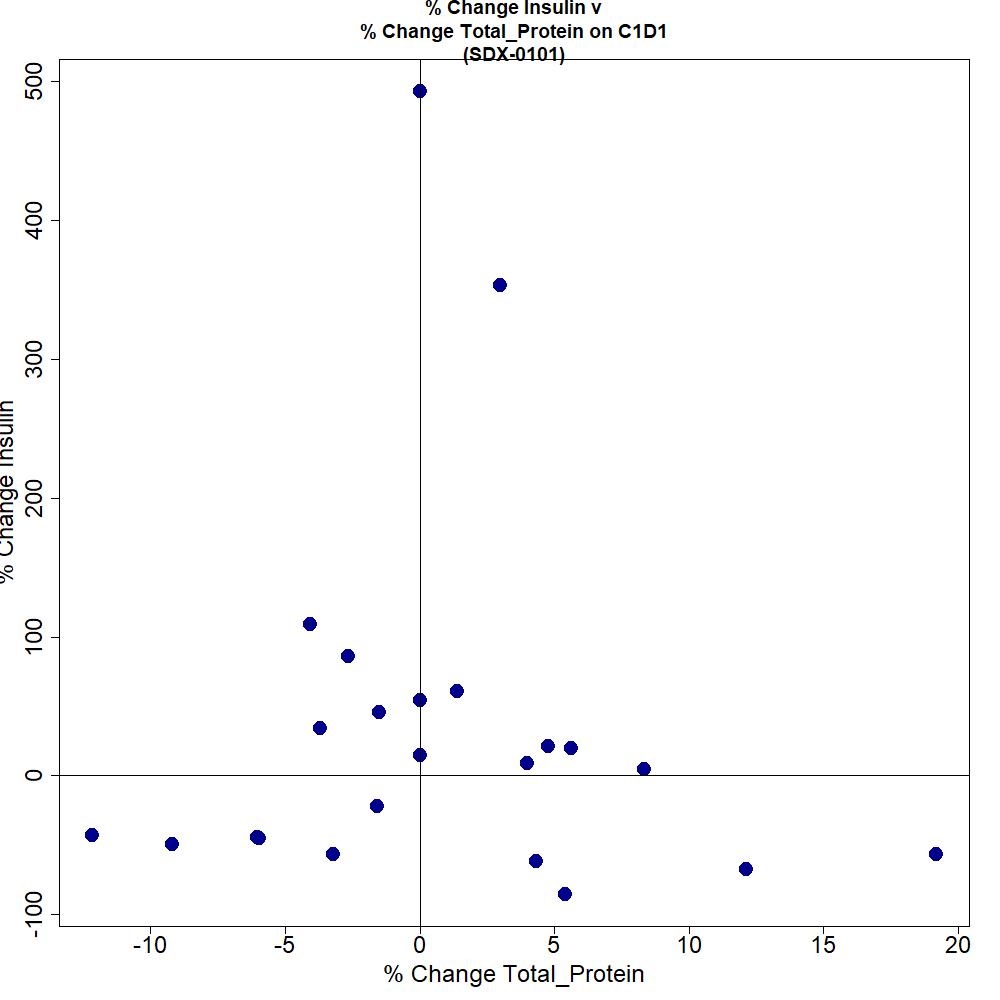 % Change Insulin v
% Change Total_Protein on C1D1
(SDX-0101)
% Change Insulin
500
400
300
200
100
0
-100
-10
-5
0
5
10
15
20
% Change Total_Protein